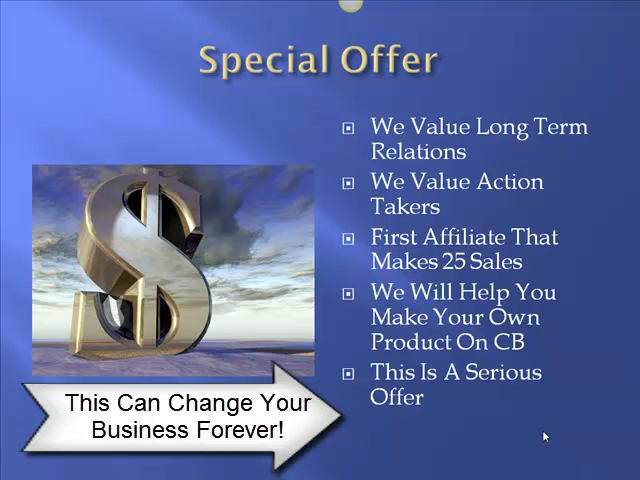 Special Offer
We Value Long Term
Relations
We Value Action
Takers
First Affiliate That
Makes 25 Sales
We Will Help You
Make Your Own
Product On CB
This Is A Serious
Offer
This Can Change Your
Business Forever!